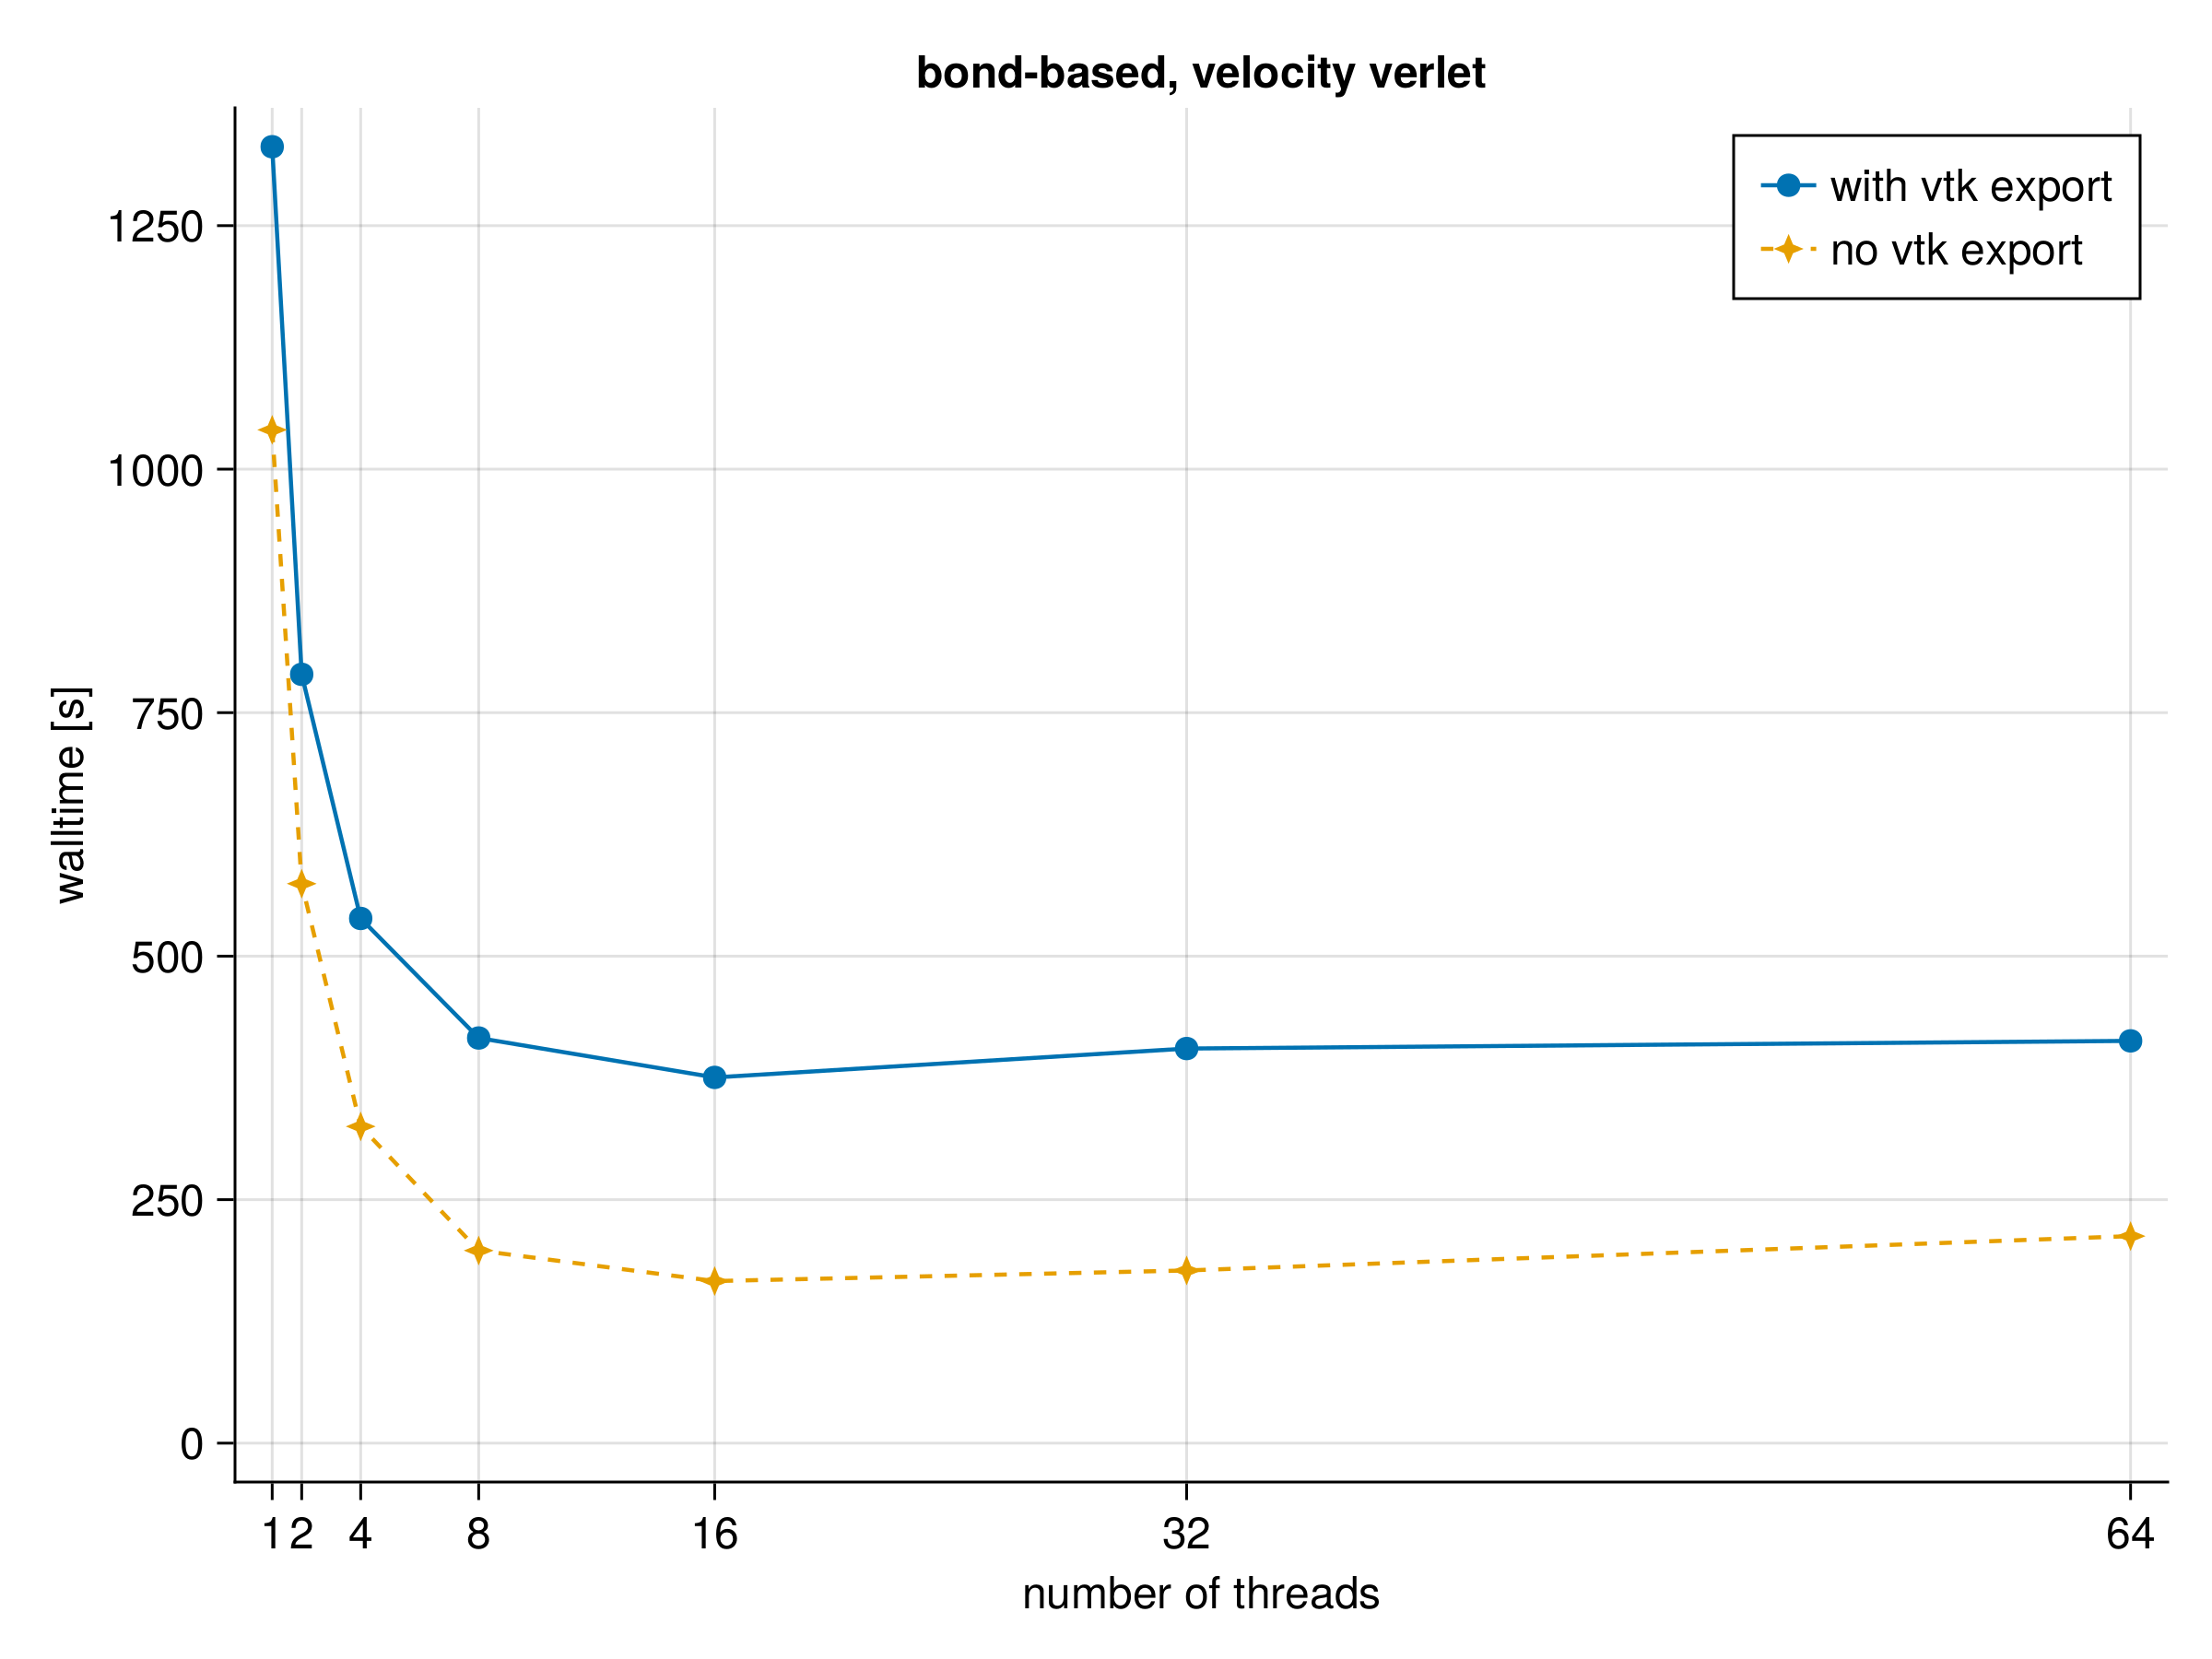 bond-based, velocity verlet
with vtk export
no vtk export
walltime [s]
1250
1000
750
500
250
0
1 2 4 8 16 32 64
number of threads